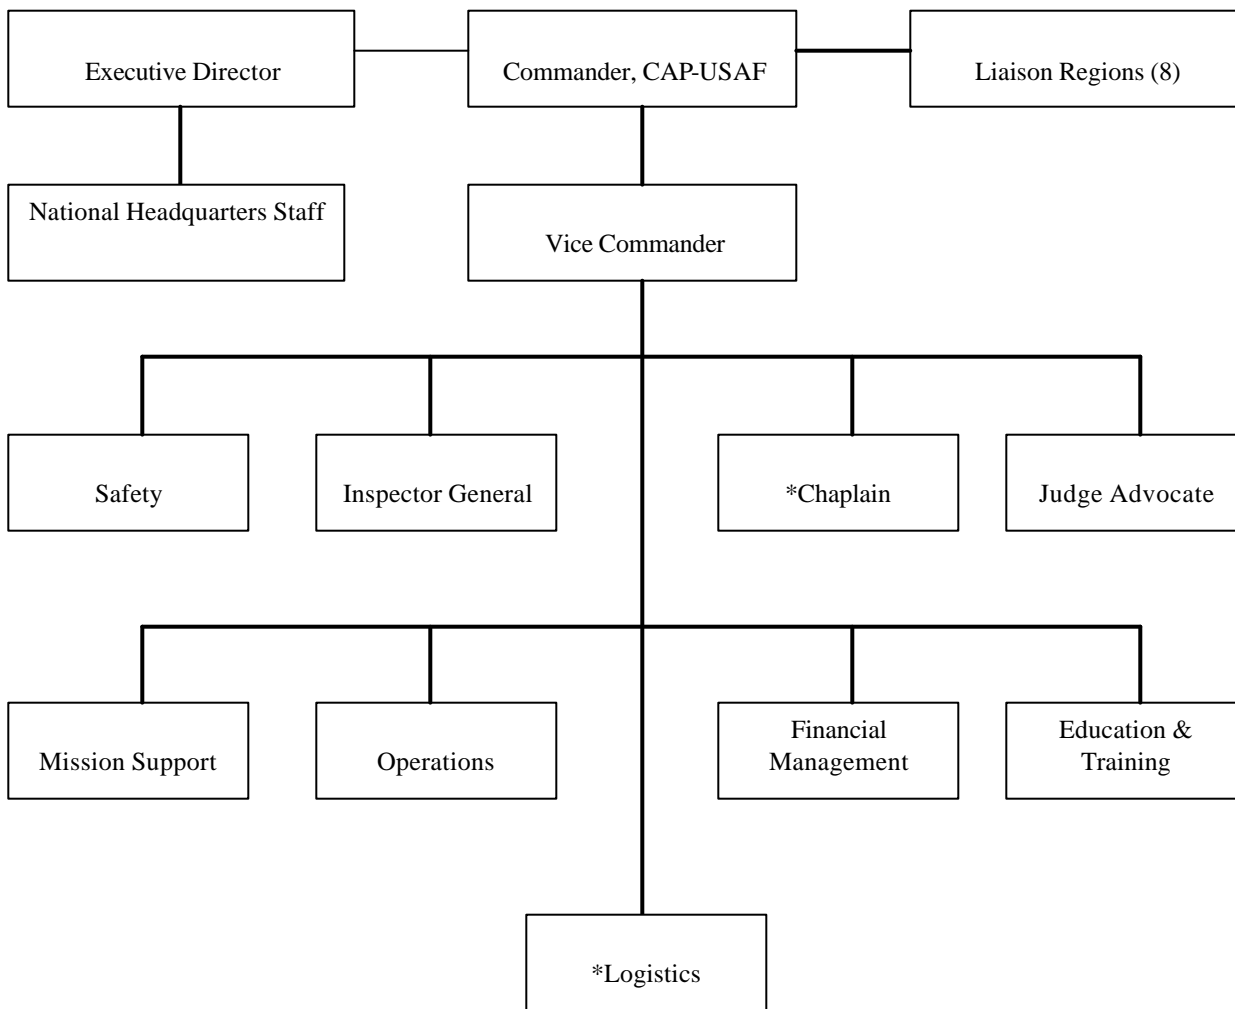 Executive Director
Commander, CAP-USAF
Liaison Regions (8)
National Headquarters Staff
Vice Commander
Safety
Inspector General
*Chaplain
Judge Advocate
Mission Support
Operations
Financial
Management
Education &
Training
*Logistics